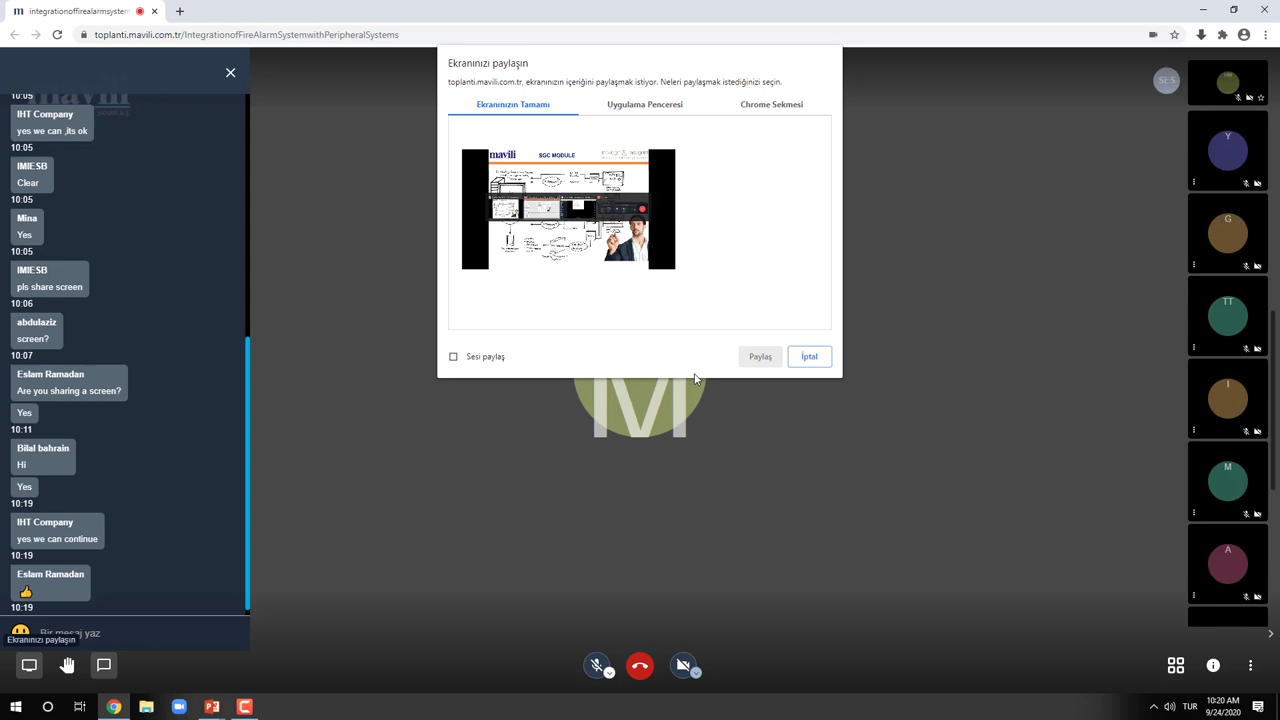 integrationoffirealarmsystem
toplanti.mavili.com.tr/IntegrationofFireAlarmSystemwithPeripheralSystems
mavili
10:05
IHT Company
yes we can ,its ok
10:05
IMIESB
Clear
10:05
Mina
Yes
10:05
IMIESB
pls share screen
10:06
abdulaziz
screen?
10:07
Eslam Ramadan
Are you sharing a screen?
Yes
10:11
Bilal bahrain
Hi
Yes
10:19
IHT Company
yes we can continue
10:19
Eslam Ramadan
10:19
Bir mesaj yaz
Ekranınızı paylaşın
Ekranınızı paylaşın
toplanti.mavili.com.tr, ekranınızın içeriğini paylaşmak istiyor. Neleri paylaşmak istediğinizi seçin.
Ekranınızın Tamamı
Uygulama Penceresi
Chrome Sekmesi
mavili
SGC MODULE
Sesi paylaş
Paylaş
İptal
M
SES
Y
G
TT
I
M
A
TUR
10:20 AM
9/24/2020